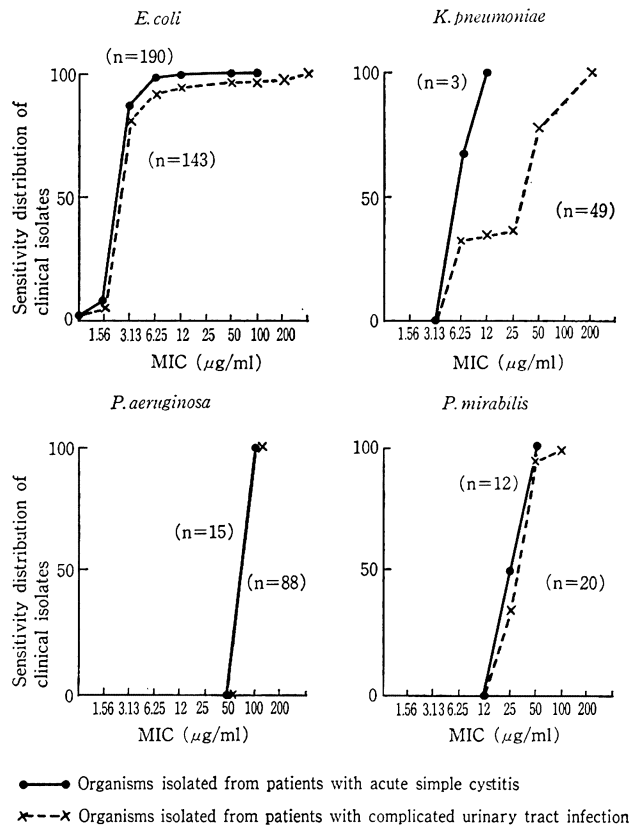 E.coli
K.pneumoniae
Sensitivity distribution of
clinical isolates
100
50
0
(n=190)
(n=143)
1.56 3.13 6.25 12 25 50 100 200
MIC (μg/ml)
100
50
0
(n=3)
(n=49)
1.56 3.13 6.25 12 25 50 100 200
MIC (μg/ml)
P.aeruginosa
P.mirabilis
Sensitivity distribution of
clinical isolates
100
50
0
(n=15)
(n=88)
1.56 3.13 6.25 12 25 50 100 200
MIC (μg/ml)
100
50
0
(n=12)
(n=20)
1.56 3.13 6.25 12 25 50 100 200
MIC (μg/ml)
Organisms isolated from patients with acute simple cystitis
Organisms isolated from patients with complicated urinary tract infection